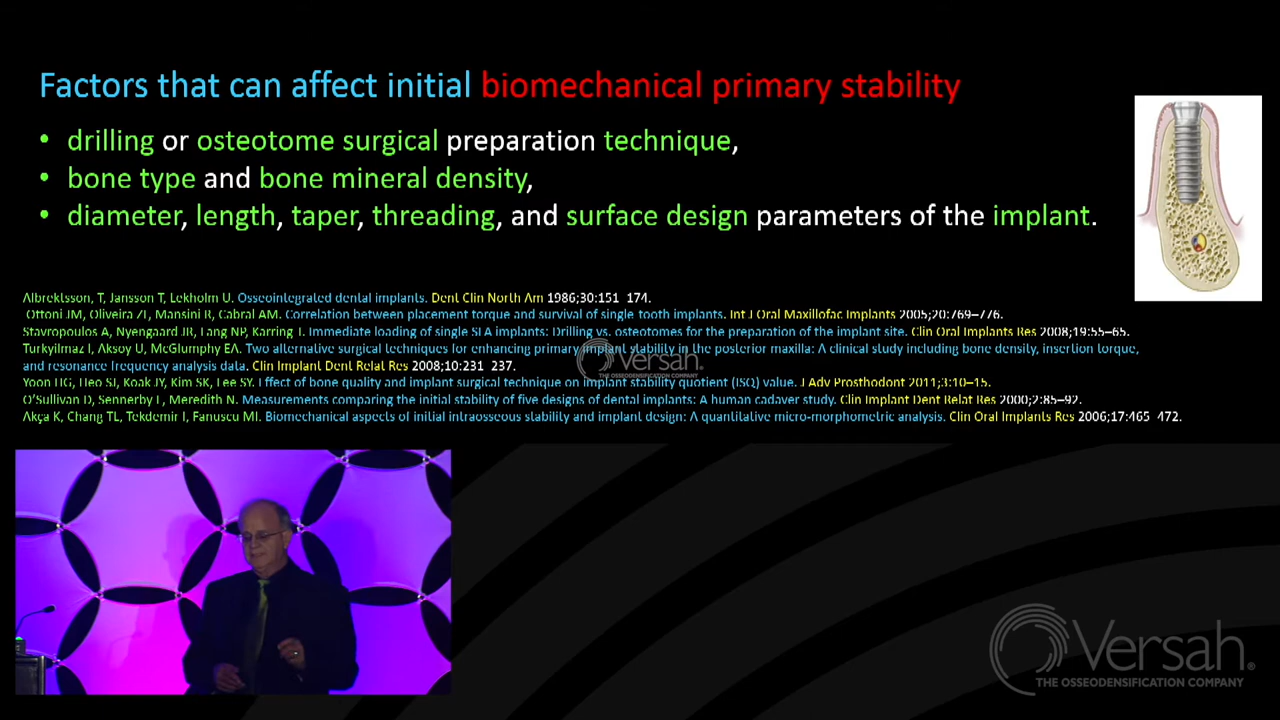 Factors that can affect initial biomechanical primary stability
• drilling or osteotome surgical preparation technique,
• bone type and bone mineral density,
• diameter, length, taper, threading, and surface design parameters of the implant.
Albrektsson, T, Jansson T, Lekholm U. Osseointegrated dental implants. Dent Clin North Am 1986;30:151–174.
Ottoni JM, Oliveira ZL, Mansini R, Cabral AM. Correlation between placement torque and survival of single tooth implants. Int J Oral Maxillofac Implants 2005;20:769–776.
Stavropoulos A, Nyengaard JR, Lang NP, Karring T. Immediate loading of single SLA implants: Drilling vs. osteotomes for the preparation of the implant site. Clin Oral Implants Res 2008;19:55–65.
Turkyilmaz I, Aksoy U, McGlumphy EA. Two alternative surgical techniques for enhancing primary implant stability in the posterior maxilla: A clinical study including bone density, insertion torque,
and resonance frequency analysis data. Clin Implant Dent Relat Res 2008;10:231–237.
Yoon HG, Heo SJ, Koak JY, Kim SK, Lee SY. Effect of bone quality and implant surgical technique on implant stability quotient (ISQ) value. J Adv Prosthodont 2011;3:10–15.
O'Sullivan D, Sennerby L, Meredith N. Measurements comparing the initial stability of five designs of dental implants: A human cadaver study. Clin Implant Dent Relat Res 2000;2:85–92.
Akça K, Chang TL, Tekdemir I, Fanuscu MI. Biomechanical aspects of initial intraosseous stability and implant design: A quantitative micro-morphometric analysis. Clin Oral Implants Res 2006;17:465–472.
Versah
THE OSSEODENSIFICATION COMPANY
Versah®
THE OSSEODENSIFICATION COMPANY